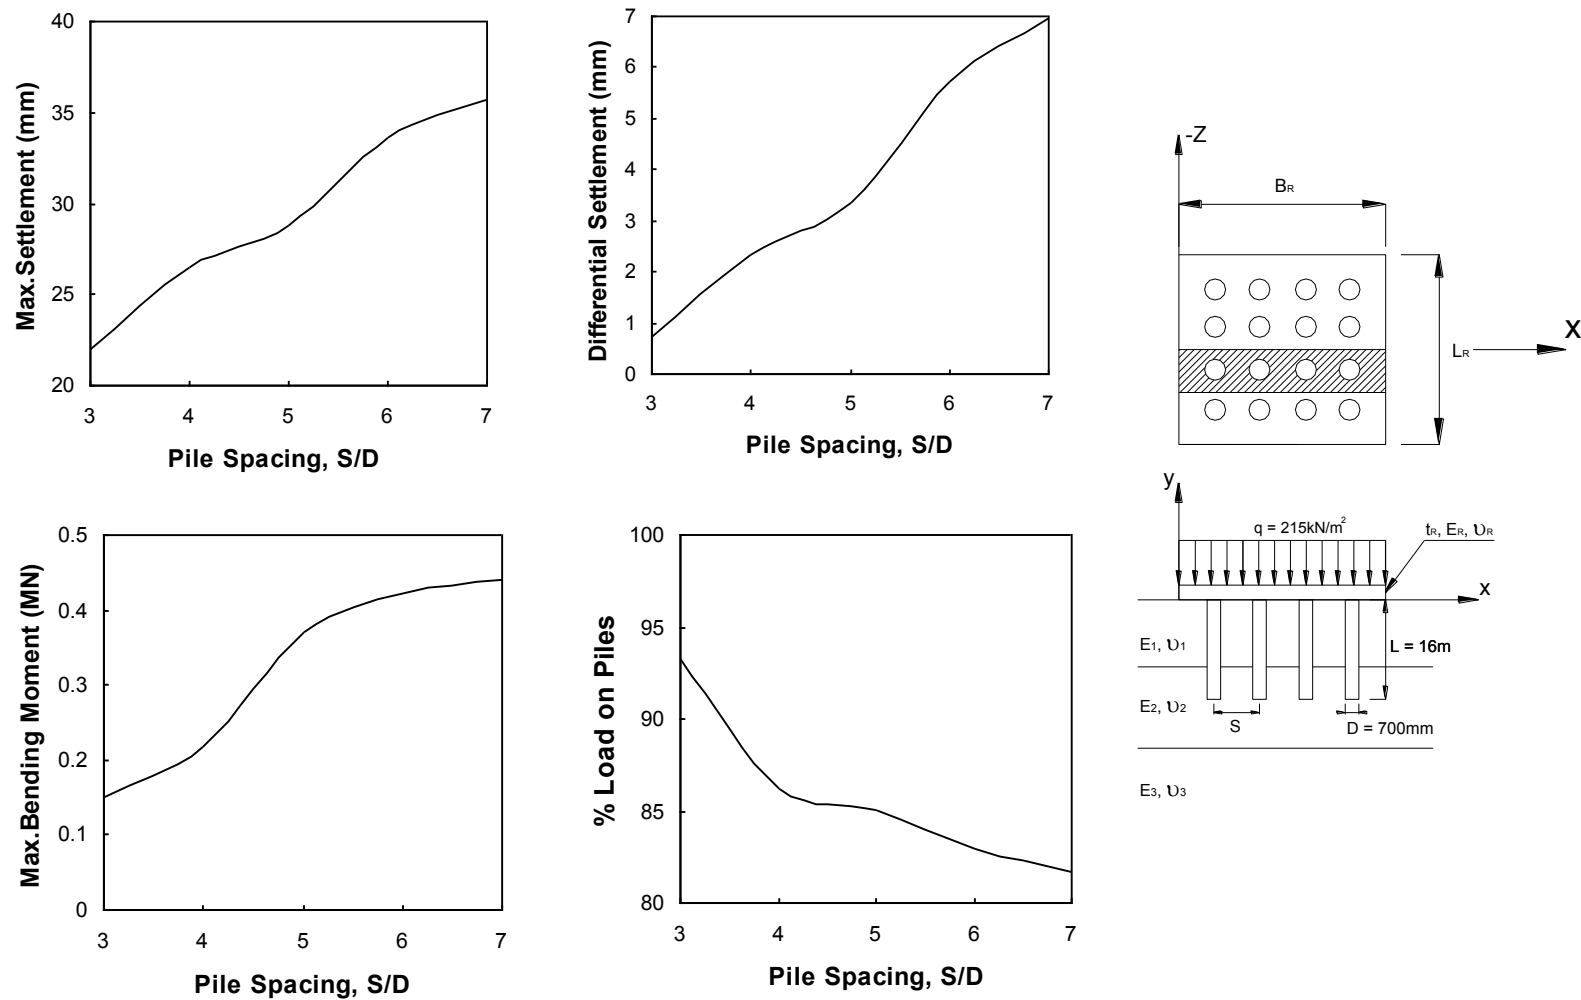 40
35
30
25
20
Max.Settlement (mm)
3 4 5 6 7
Pile Spacing, S/D
7
6
5
4
3
2
1
0
Differential Settlement (mm)
3 4 5 6 7
Pile Spacing, S/D
-Z
BR
LR
X
0.5
0.4
0.3
0.2
0.1
0
Max.Bending Moment (MN)
3 4 5 6 7
Pile Spacing, S/D
100
95
90
85
80
% Load on Piles
3 4 5 6 7
Pile Spacing, S/D
y
q = 215kN/m²
tR, ER, υR
x
E1, υ1
L = 16m
E2, υ2
S
D = 700mm
E3, υ3